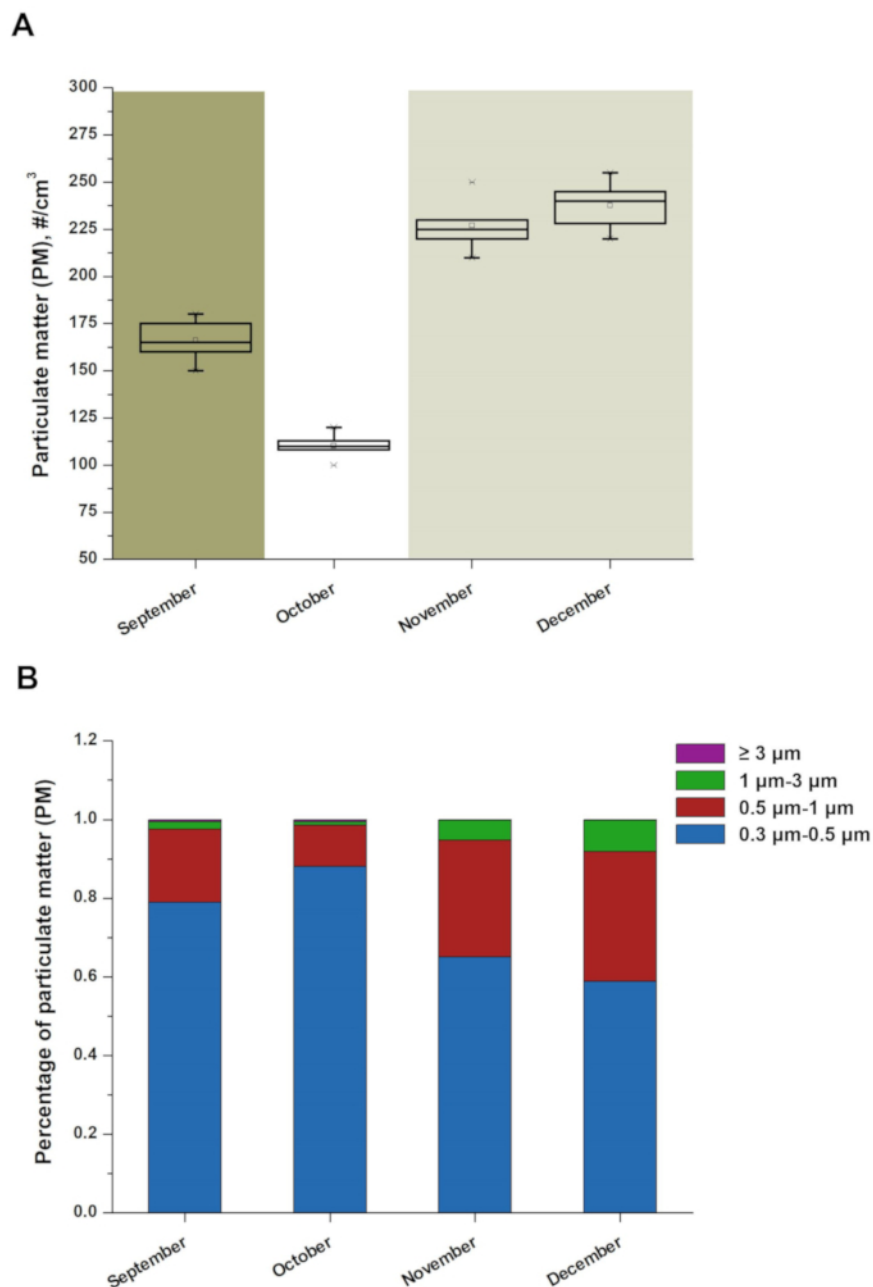 A
Particulate matter (PM), #/cm³
300
275
250
225
200
175
150
125
100
75
50
September
October
November
December
B
Percentage of particulate matter (PM)
1.2
1.0
0.8
0.6
0.4
0.2
0.0
September
October
November
December
≥ 3 μm
1 μm-3 μm
0.5 μm-1 μm
0.3 μm-0.5 μm